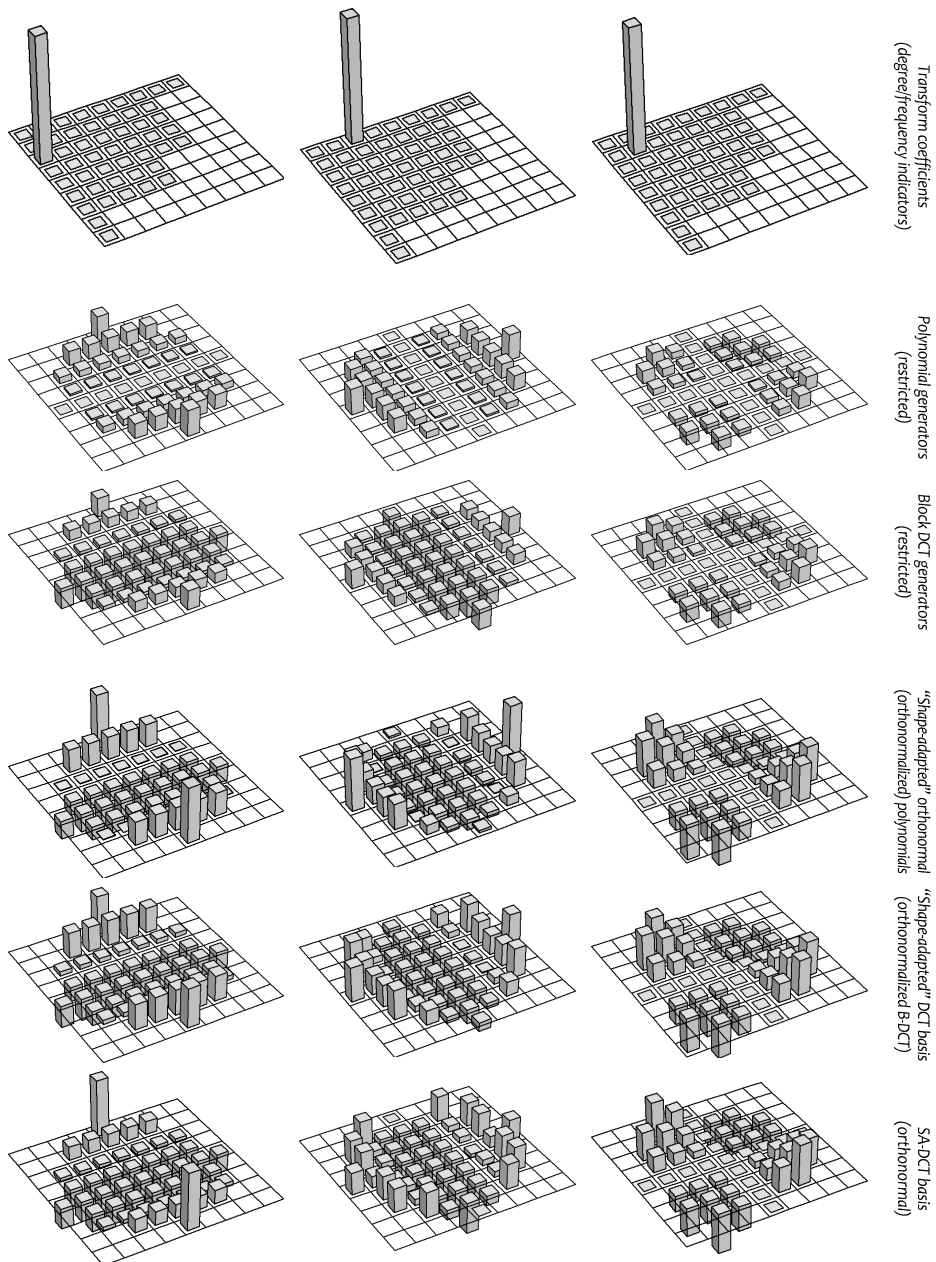 Transform coefficients
(degree/frequency indicators)
Polynomial generators
(restricted)
Block DCT generators
(restricted)
“Shape-adapted” orthonormal
(orthonormalized) polynomials
“Shape-adapted” DCT basis
(orthonormalized B-DCT)
SA-DCT basis
(orthonormal)